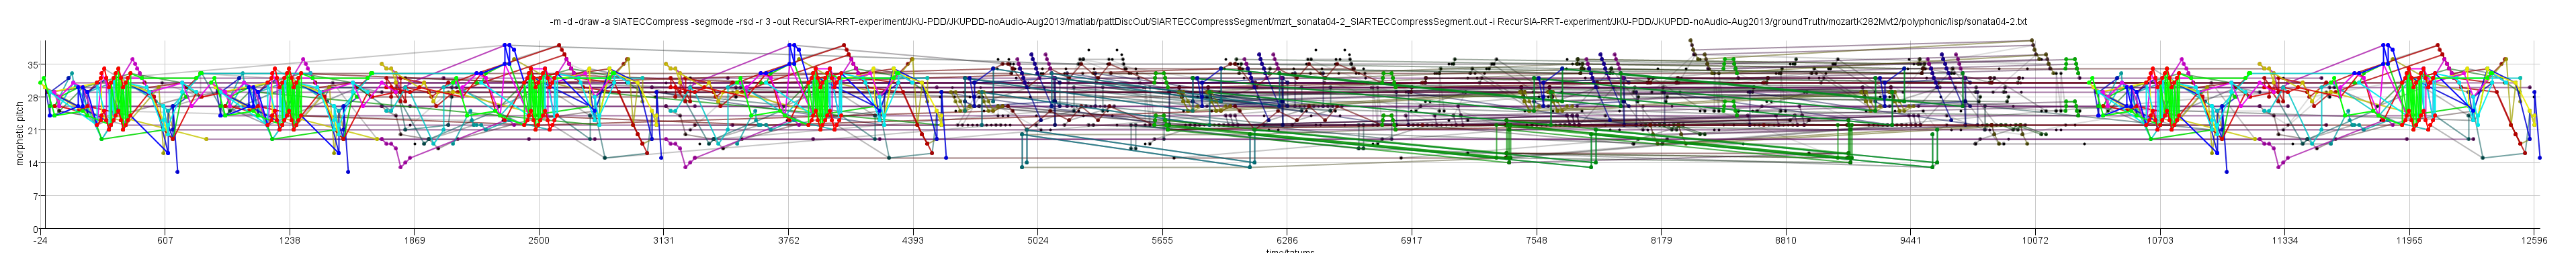 -m -d -draw -a SIATECCompress -segmode -rsd -r 3 -out RecurSIA-RRT-experiment/JKU-PDD/JKUPDD-noAudio-Aug2013/matlab/pattDiscOut/SIARTECCompressSegment/mzrt_sonata04-2_SIARTECCompressSegment.out -i RecurSIA-RRT-experiment/JKU-PDD/JKUPDD-noAudio-Aug2013/groundTruth/mozartK282Mvt2/polyphonic/lisp/sonata04-2.txt
morphetic pitch
35
28
21
14
7
0
-24 607 1238 1869 2500 3131 3762 4393 5024 5655 6286 6917 7548 8179 8810 9441 10072 10703 11334 11965 12596
time/tatums